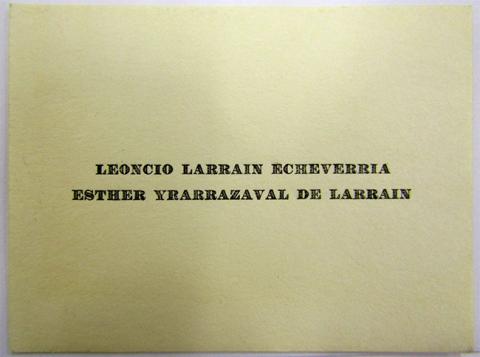 LEONCIO LARRAIN ECHEVERRIA
ESTHER YRARRAZAVAL DE LARRAIN